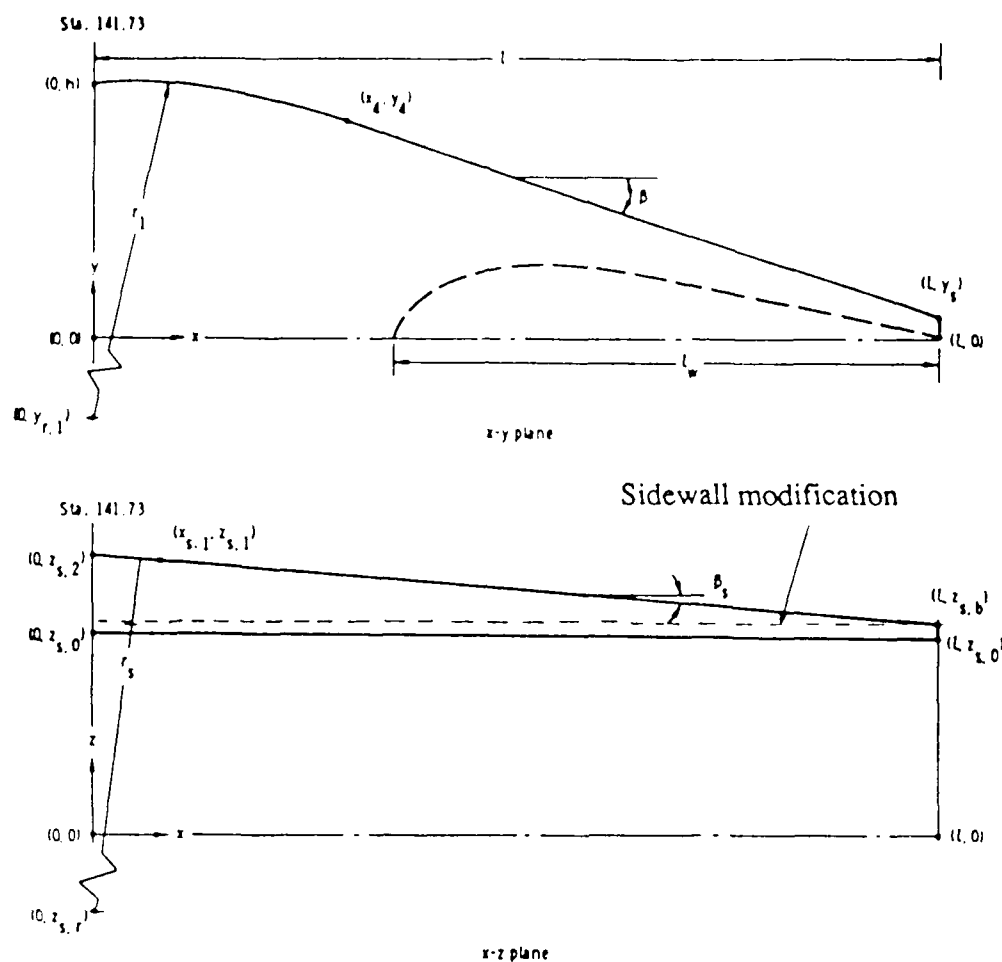 Sta. 141.73
l
(0, h)
(x4, y4)
β
r1
y
(l, ys)
(0, 0)
x
(l, 0)
lw
(0, yr,1)
x-y plane
Sidewall modification
Sta. 141.73
(xs,1, zs,1)
(0, zs,2)
βs
(l, zs,b)
(0, zs,0)
(l, zs,0)
rs
z
(0, 0)
x
(l, 0)
(0, zs,r)
x-z plane